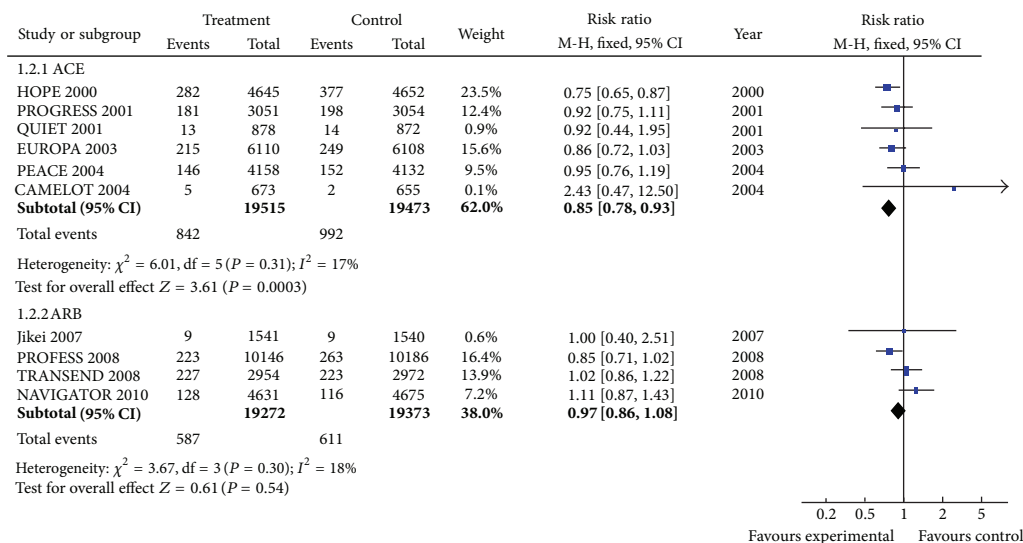 Study or subgroup Treatment Control Weight Risk ratio Year Risk ratio
Events Total Events Total M-H, fixed, 95% CI M-H, fixed, 95% CI
1.2.1 ACE
HOPE 2000 282 4645 377 4652 23.5% 0.75 [0.65, 0.87] 2000
PROGRESS 2001 181 3051 198 3054 12.4% 0.92 [0.75, 1.11] 2001
QUIET 2001 13 878 14 872 0.9% 0.92 [0.44, 1.95] 2001
EUROPA 2003 215 6110 249 6108 15.6% 0.86 [0.72, 1.03] 2003
PEACE 2004 146 4158 152 4132 9.5% 0.95 [0.76, 1.19] 2004
CAMELOT 2004 5 673 2 655 0.1% 2.43 [0.47, 12.50] 2004
Subtotal (95% CI) 19515 19473 62.0% 0.85 [0.78, 0.93]
Total events 842 992
Heterogeneity: χ² = 6.01, df = 5 (P = 0.31); I² = 17%
Test for overall effect Z = 3.61 (P = 0.0003)
1.2.2 ARB
Jikei 2007 9 1541 9 1540 0.6% 1.00 [0.40, 2.51] 2007
PROFESS 2008 223 10146 263 10186 16.4% 0.85 [0.71, 1.02] 2008
TRANSEND 2008 227 2954 223 2972 13.9% 1.02 [0.86, 1.22] 2008
NAVIGATOR 2010 128 4631 116 4675 7.2% 1.11 [0.87, 1.43] 2010
Subtotal (95% CI) 19272 19273 38.0% 0.97 [0.86, 1.08]
Total events 587 611
Heterogeneity: χ² = 3.67, df = 3 (P = 0.30); I² = 18%
Test for overall effect Z = 0.61 (P = 0.54)
0.2 0.5 1 2 5
Favours experimental Favours control